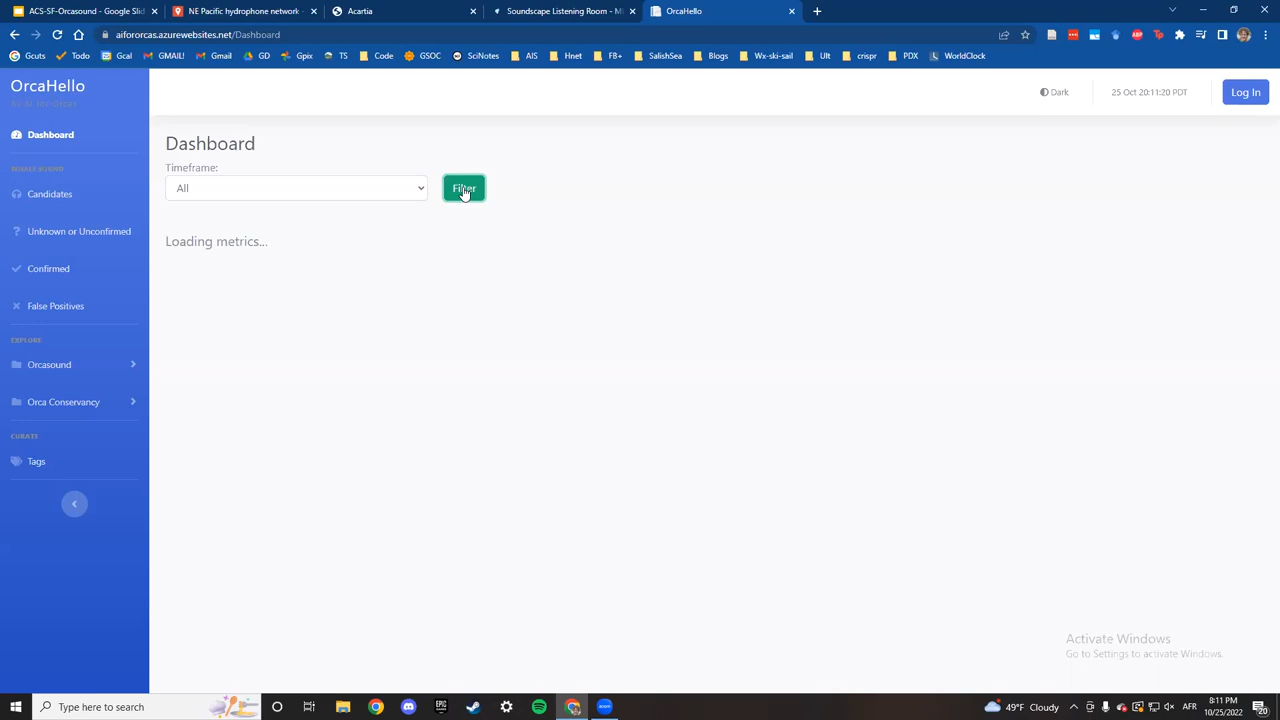 ACS-SF-Orcasound - Google Slid
NE Pacific hydrophone network -
Acartia
Soundscape Listening Room - M
OrcaHello
aifororcas.azurewebsites.net/Dashboard
Gcuts
Todo
Gcal
GMAIL!
Gmail
GD
Gpix
TS
Code
GSOC
SciNotes
AIS
Hnet
FB+
SalishSea
Blogs
Wx-ski-sail
Ult
crispr
PDX
WorldClock
OrcaHello
Dark
25 Oct 20:11:20 PDT
Log In
Dashboard
Candidates
Unknown or Unconfirmed
Confirmed
False Positives
EXPLORE
Orcasound
Orca Conservancy
CURATE
Tags
Dashboard
Timeframe:
All
Filter
Loading metrics...
Activate Windows
Go to Settings to activate Windows.
Type here to search
49°F Cloudy
AFR
8:11 PM
10/25/2022